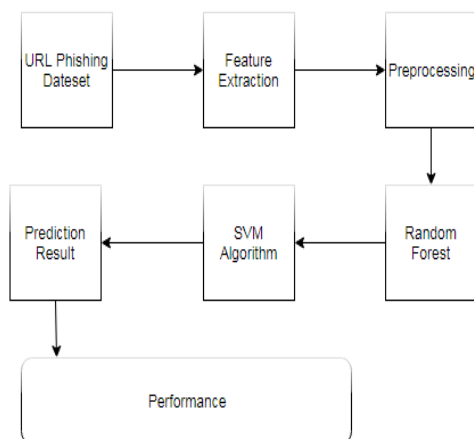 URL Phishing
Dateset
Feature
Extraction
Preprocessing
Random
Forest
SVM
Algorithm
Prediction
Result
Performance